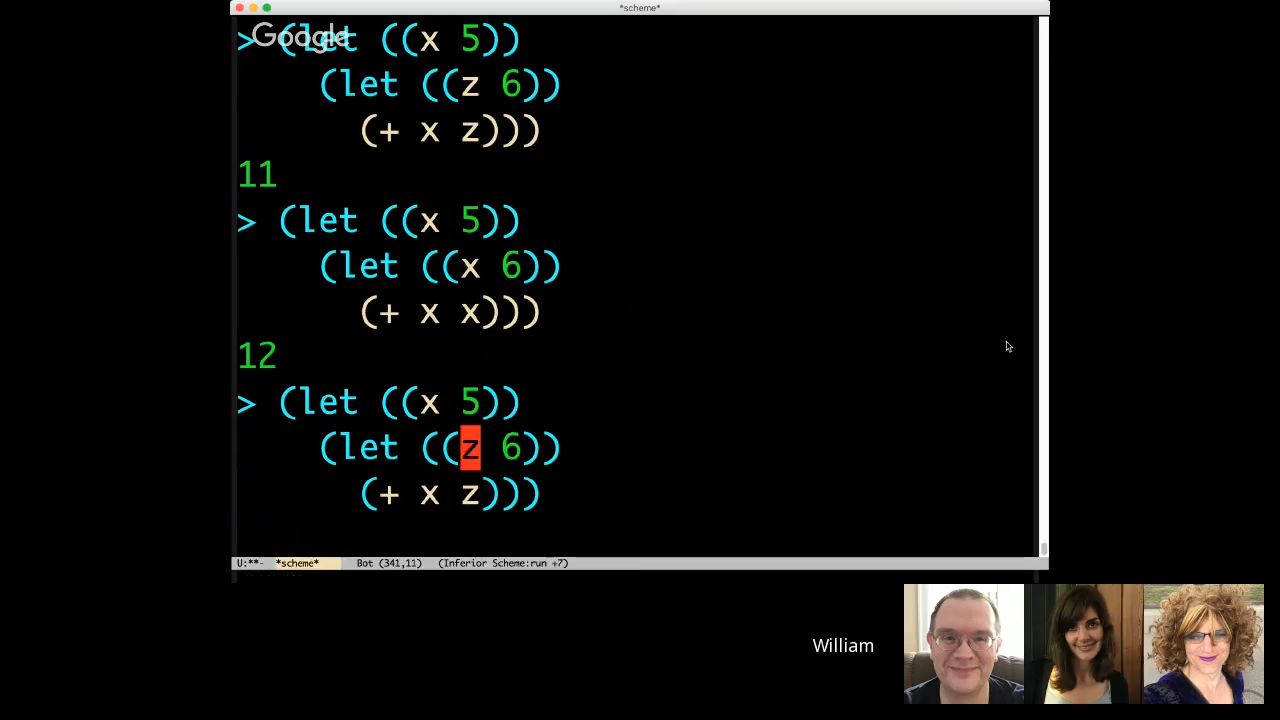 *scheme*
Google
> (let ((x 5))
(let ((z 6))
(+ x z)))
11
> (let ((x 5))
(let ((x 6))
(+ x x)))
12
> (let ((x 5))
(let ((z 6))
(+ x z)))
U:**- *scheme* Bot (341,11) (Inferior Scheme:run +7)
William